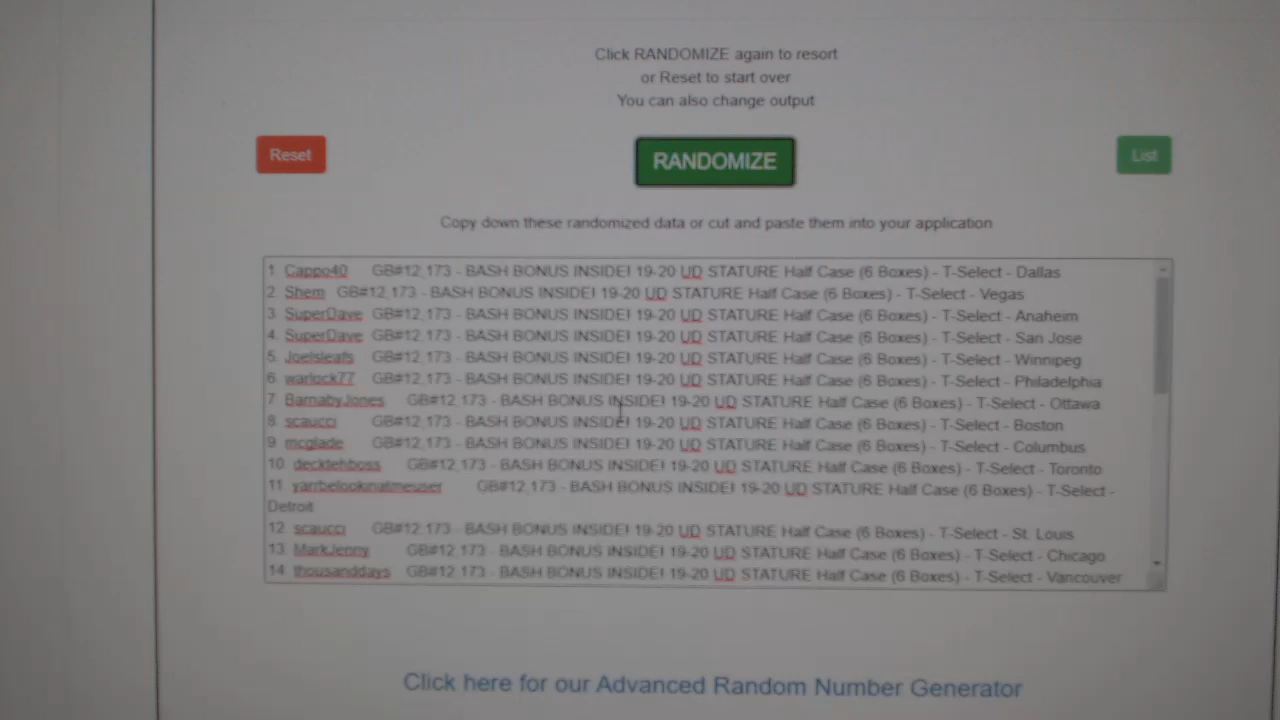 Click RANDOMIZE again to resort
or Reset to start over
You can also change output
Reset
RANDOMIZE
List
Copy down these randomized data or cut and paste them into your application
1. Cappo40 GB#12,173 - BASH BONUS INSIDE! 19-20 UD STATURE Half Case (6 Boxes) - T-Select - Dallas
2. Shem GB#12,173 - BASH BONUS INSIDE! 19-20 UD STATURE Half Case (6 Boxes) - T-Select - Vegas
3. SuperDave GB#12,173 - BASH BONUS INSIDE! 19-20 UD STATURE Half Case (6 Boxes) - T-Select - Anaheim
4. SuperDave GB#12,173 - BASH BONUS INSIDE! 19-20 UD STATURE Half Case (6 Boxes) - T-Select - San Jose
5. Joelsleafs GB#12,173 - BASH BONUS INSIDE! 19-20 UD STATURE Half Case (6 Boxes) - T-Select - Winnipeg
6. warlock77 GB#12,173 - BASH BONUS INSIDE! 19-20 UD STATURE Half Case (6 Boxes) - T-Select - Philadelphia
7. BarnabyJones GB#12,173 - BASH BONUS INSIDE! 19-20 UD STATURE Half Case (6 Boxes) - T-Select - Ottawa
8. scaucci GB#12,173 - BASH BONUS INSIDE! 19-20 UD STATURE Half Case (6 Boxes) - T-Select - Boston
9. mcglade GB#12,173 - BASH BONUS INSIDE! 19-20 UD STATURE Half Case (6 Boxes) - T-Select - Columbus
10. decktehboss GB#12,173 - BASH BONUS INSIDE! 19-20 UD STATURE Half Case (6 Boxes) - T-Select - Toronto
11. yarrbelookinatmeuser GB#12,173 - BASH BONUS INSIDE! 19-20 UD STATURE Half Case (6 Boxes) - T-Select -
Detroit
12. scaucci GB#12,173 - BASH BONUS INSIDE! 19-20 UD STATURE Half Case (6 Boxes) - T-Select - St. Louis
13. MarkJenny GB#12,173 - BASH BONUS INSIDE! 19-20 UD STATURE Half Case (6 Boxes) - T-Select - Chicago
14. thousanddays GB#12,173 - BASH BONUS INSIDE! 19-20 UD STATURE Half Case (6 Boxes) - T-Select - Vancouver
Click here for our Advanced Random Number Generator